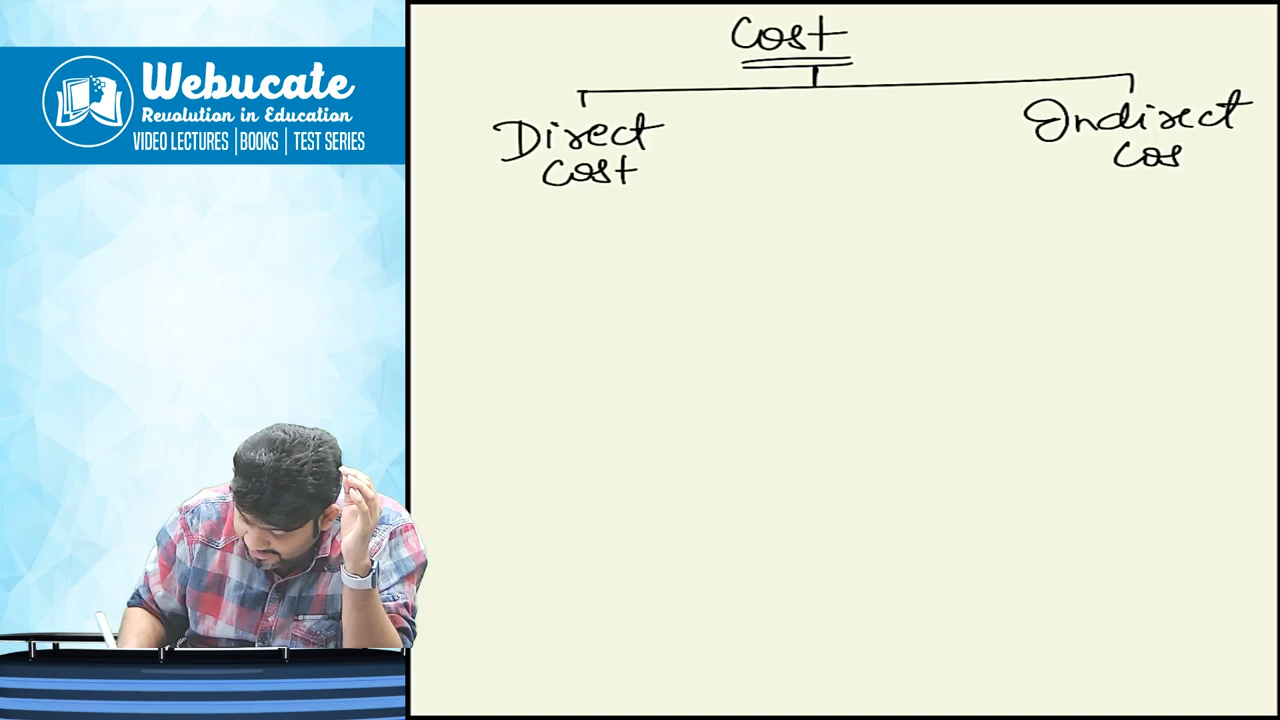 Webucate
Revolution in Education
VIDEO LECTURES | BOOKS | TEST SERIES
Cost
Direct
Cost
Indirect
Cos